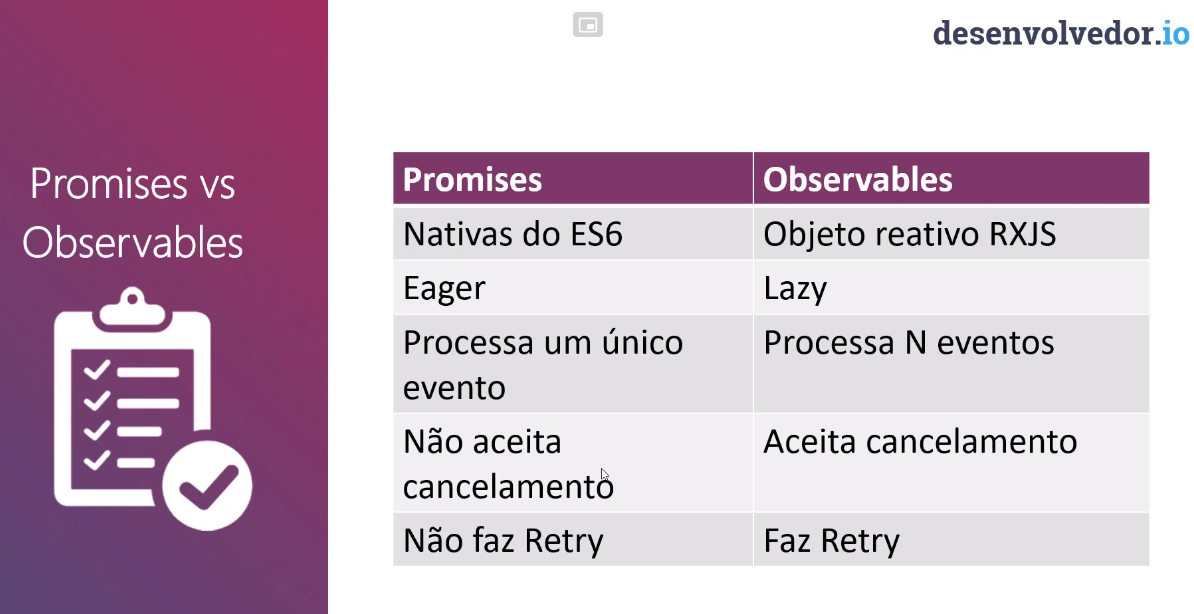 desenvolvedor.io
Promises vs
Observables
Promises
Observables
Nativas do ES6
Objeto reativo RXJS
Eager
Lazy
Processa um único
evento
Processa N eventos
Não aceita
cancelamento
Aceita cancelamento
Não faz Retry
Faz Retry